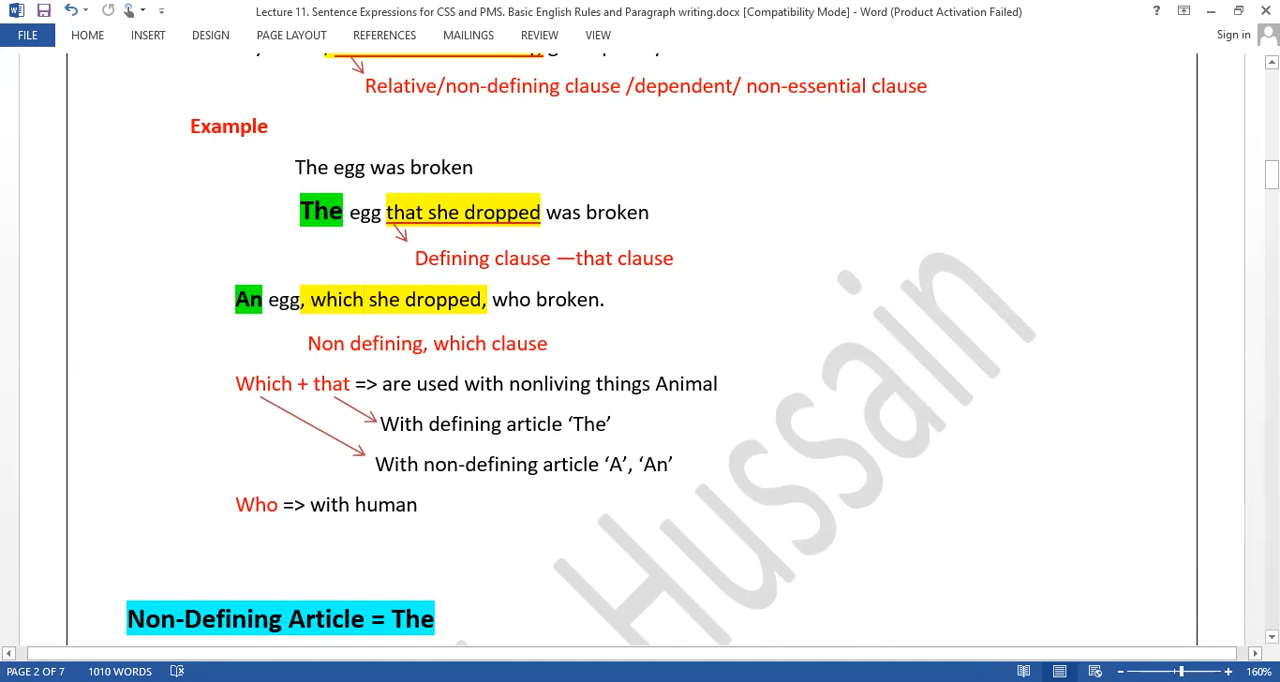 Lecture 11. Sentence Expressions for CSS and PMS. Basic English Rules and Paragraph writing.docx [Compatibility Mode] - Word (Product Activation Failed)
FILE HOME INSERT DESIGN PAGE LAYOUT REFERENCES MAILINGS REVIEW VIEW Sign in
Relative/non-defining clause /dependent/ non-essential clause
Example
The egg was broken
The egg that she dropped was broken
Defining clause —that clause
An egg, which she dropped, who broken.
Non defining, which clause
Which + that => are used with nonliving things Animal
With defining article ‘The’
With non-defining article ‘A’, ‘An’
Who => with human
Hussain
Non-Defining Article = The
PAGE 2 OF 7 1010 WORDS 160%